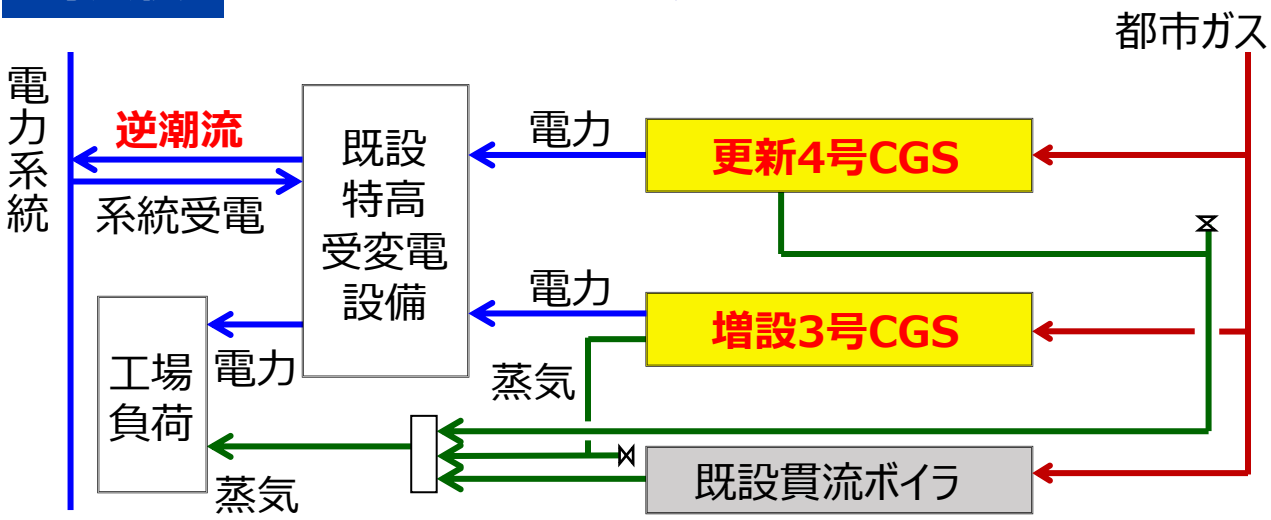 都市ガス
電力系統
逆潮流
系統受電
既設
特高
受変電
設備
電力
更新4号CGS
電力
増設3号CGS
工場
負荷
電力
蒸気
蒸気
既設貫流ボイラ